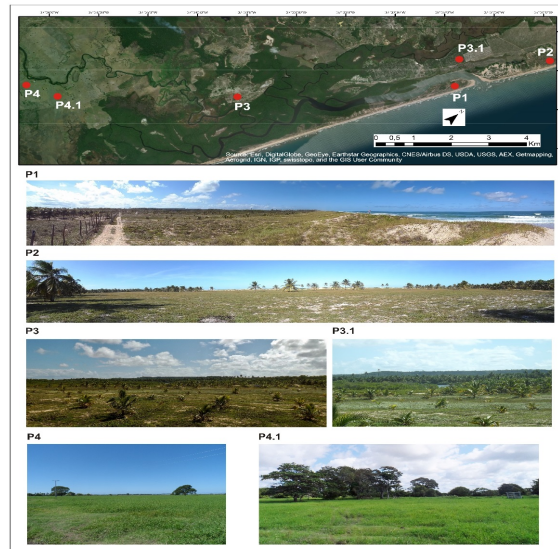 P3.1
P2
P4
P4.1
P3
P1
0 0,5 1 2 3 4
Km
Source: Esri, DigitalGlobe, GeoEye, Earthstar Geographics, CNES/Airbus DS, USDA, USGS, AEX, Getmapping,
Aerogrid, IGN, IGP, swisstopo, and the GIS User Community
P1
P2
P3
P3.1
P4
P4.1